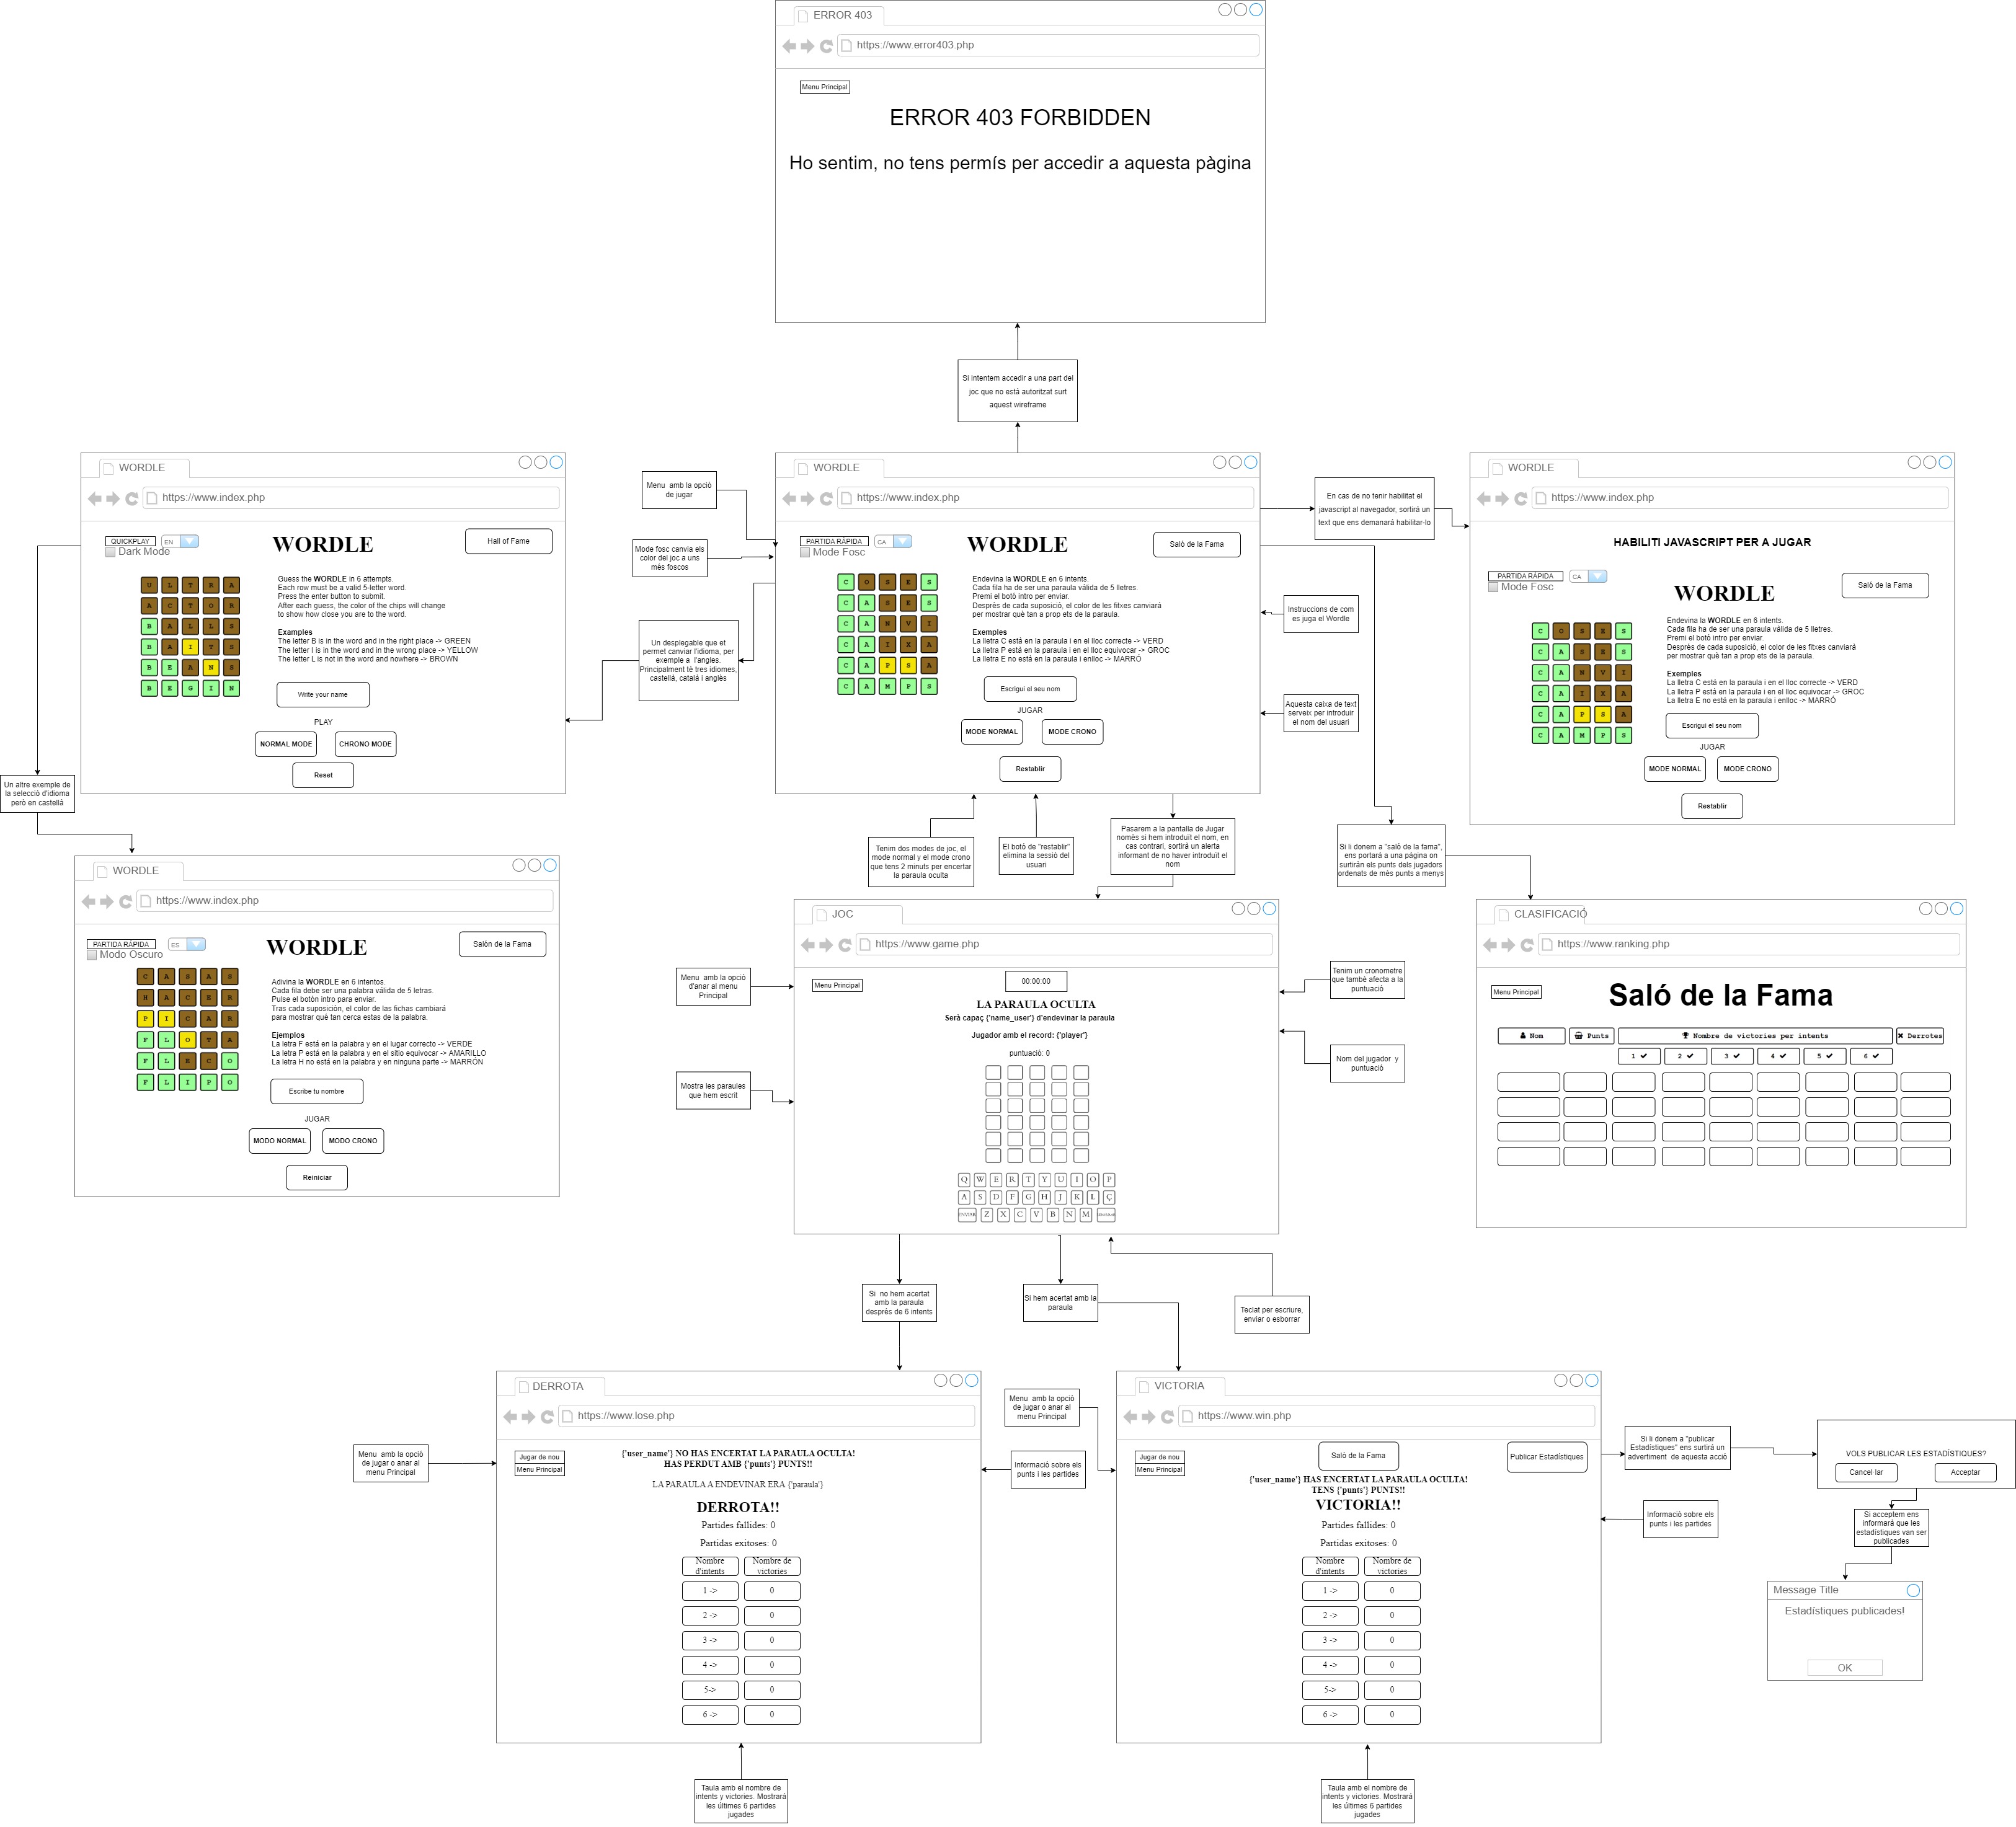 ERROR 403
https://www.error403.php
Menu Principal
ERROR 403 FORBIDDEN
Ho sentim, no tens permís per accedir a aquesta pàgina
Si intentem accedir a una part del
joc que no està autoritzat surt
aquest wireframe
WORDLE
https://www.index.php
QUICKPLAY
EN
Dark Mode
WORDLE
Hall of Fame
U L T R A
A C T O R
B A L L S
B A I T S
B E A N S
B E G I N
Guess the WORDLE in 6 attempts.
Each row must be a valid 5-letter word.
Press the enter button to submit.
After each guess, the color of the chips will change
to show how close you are to the word.
Examples
The letter B is in the word and in the right place -> GREEN
The letter I is in the word and in the wrong place -> YELLOW
The letter L is not in the word and nowhere -> BROWN
Write your name
PLAY
NORMAL MODE
CHRONO MODE
Reset
Menu amb la opció
de jugar
Mode fosc canvia els
color del joc a uns
més foscos
Un desplegable que et
permet canviar l'idioma, per
exemple a l'angles.
Principalment té tres idiomes,
castellà, català i anglès
WORDLE
https://www.index.php
PARTIDA RÀPIDA
CA
Mode Fosc
WORDLE
Saló de la Fama
C O S E S
C A S E S
C A N V I
C A I X A
C A P S A
C A M P S
Endevina la WORDLE en 6 intents.
Cada fila ha de ser una paraula vàlida de 5 lletres.
Premi el botó intro per enviar.
Desprès de cada suposició, el color de les fitxes canviarà
per mostrar què tan a prop ets de la paraula.
Exemples
La lletra C està en la paraula i en el lloc correcte -> VERD
La lletra P està en la paraula i en el lloc equivocar -> GROC
La lletra E no està en la paraula i enlloc -> MARRÓ
Escrigui el seu nom
JUGAR
MODE NORMAL
MODE CRONO
Restablir
En cas de no tenir habilitat el
javascript al navegador, sortirà un
text que ens demanarà habilitar-lo
Instruccions de com
es juga el Wordle
Aquesta caixa de text
serveix per introduir
el nom del usuari
WORDLE
https://www.index.php
HABILITI JAVASCRIPT PER A JUGAR
PARTIDA RÀPIDA
CA
Mode Fosc
WORDLE
Saló de la Fama
C O S E S
C A S E S
C A N V I
C A I X A
C A P S A
C A M P S
Endevina la WORDLE en 6 intents.
Cada fila ha de ser una paraula vàlida de 5 lletres.
Premi el botó intro per enviar.
Desprès de cada suposició, el color de les fitxes canviarà
per mostrar què tan a prop ets de la paraula.
Exemples
La lletra C està en la paraula i en el lloc correcte -> VERD
La lletra P està en la paraula i en el lloc equivocar -> GROC
La lletra E no està en la paraula i enlloc -> MARRÓ
Escrigui el seu nom
JUGAR
MODE NORMAL
MODE CRONO
Restablir
Un altre exemple de
la selecció d'idioma
però en castellà
Tenim dos modes de joc, el
mode normal y el mode crono
que tens 2 minuts per encertar
la paraula oculta
El botò de "restablir"
elimina la sessió del
usuari
Pasarem a la pantalla de Jugar
només si hem introduït el nom, en
cas contrari, sortirà un alerta
informant de no haver introduït el
nom
Si li donem a "saló de la fama",
ens portarà a una pàgina on
surtiràn els punts dels jugadors
ordenats de més punts a menys
WORDLE
https://www.index.php
PARTIDA RÁPIDA
ES
Modo Oscuro
WORDLE
Salón de la Fama
C A S A S
H A C E R
P I C A R
F L O T A
F L E C O
F L I P O
Adivina la WORDLE en 6 intentos.
Cada fila debe ser una palabra válida de 5 letras.
Pulse el botón intro para enviar.
Tras cada suposición, el color de las fichas cambiará
para mostrar qué tan cerca estas de la palabra.
Ejemplos
La letra F está en la palabra y en el lugar correcto -> VERDE
La letra P está en la palabra y en el sitio equivocar -> AMARILLO
La letra H no está en la palabra y en ninguna parte -> MARRÓN
Escribe tu nombre
JUGAR
MODO NORMAL
MODO CRONO
Reiniciar
Menu amb la opció
d'anar al menu
Principal
Mostra les paraules
que hem escrit
JOC
https://www.game.php
Menu Principal
00:00:00
LA PARAULA OCULTA
Serà capaç {'name_user'} d'endevinar la paraula
Jugador amb el record: {'player'}
puntuació: 0
Q W E R T Y U I O P
A S D F G H J K L Ç
ENVIAR Z X C V B N M
Tenim un cronometre
que també afecta a la
puntuació
Nom del jugador y
puntuació
CLASIFICACIÓ
https://www.ranking.php
Menu Principal
Saló de la Fama
Nom
Punts
Nombre de victories per intents
Derrotes
1 2 3 4 5 6
Si no hem acertat
amb la paraula
desprès de 6 intents
Si hem acertat amb la
paraula
Teclat per escriure,
enviar o esborrar
Menu amb la opció
de jugar o anar al
menu Principal
DERROTA
https://www.lose.php
Jugar de nou
Menu Principal
{'user_name'} NO HAS ENCERTAT LA PARAULA OCULTA!
HAS PERDUT AMB {'punts'} PUNTS!!
LA PARAULA A ENDEVINAR ERA {'paraula'}
DERROTA!!
Partides fallides: 0
Partidas exitoses: 0
Nombre
d'intents
Nombre de
victories
1 -> 0
2 -> 0
3 -> 0
4 -> 0
5-> 0
6 -> 0
Menu amb la opció
de jugar o anar al
menu Principal
Informació sobre els
punts i les partides
VICTORIA
https://www.win.php
Jugar de nou
Menu Principal
Saló de la Fama
Publicar Estadístiques
{'user_name'} HAS ENCERTAT LA PARAULA OCULTA!
TENS {'punts'} PUNTS!!
VICTORIA!!
Partides fallides: 0
Partidas exitoses: 0
Nombre
d'intents
Nombre de
victories
1 -> 0
2 -> 0
3 -> 0
4 -> 0
5-> 0
6 -> 0
Si li donem a "publicar
Estadístiques" ens surtirà un
advertiment de aquesta acció
VOLS PUBLICAR LES ESTADÍSTIQUES?
Cancel·lar
Acceptar
Informació sobre els
punts i les partides
Si acceptem ens
informarà que les
estadístiques van ser
publicades
Message Title
Estadístiques publicades!
OK
Taula amb el nombre de
intents y victories. Mostrarà
les últimes 6 partides
jugades
Taula amb el nombre de
intents y victories. Mostrarà
les últimes 6 partides
jugades